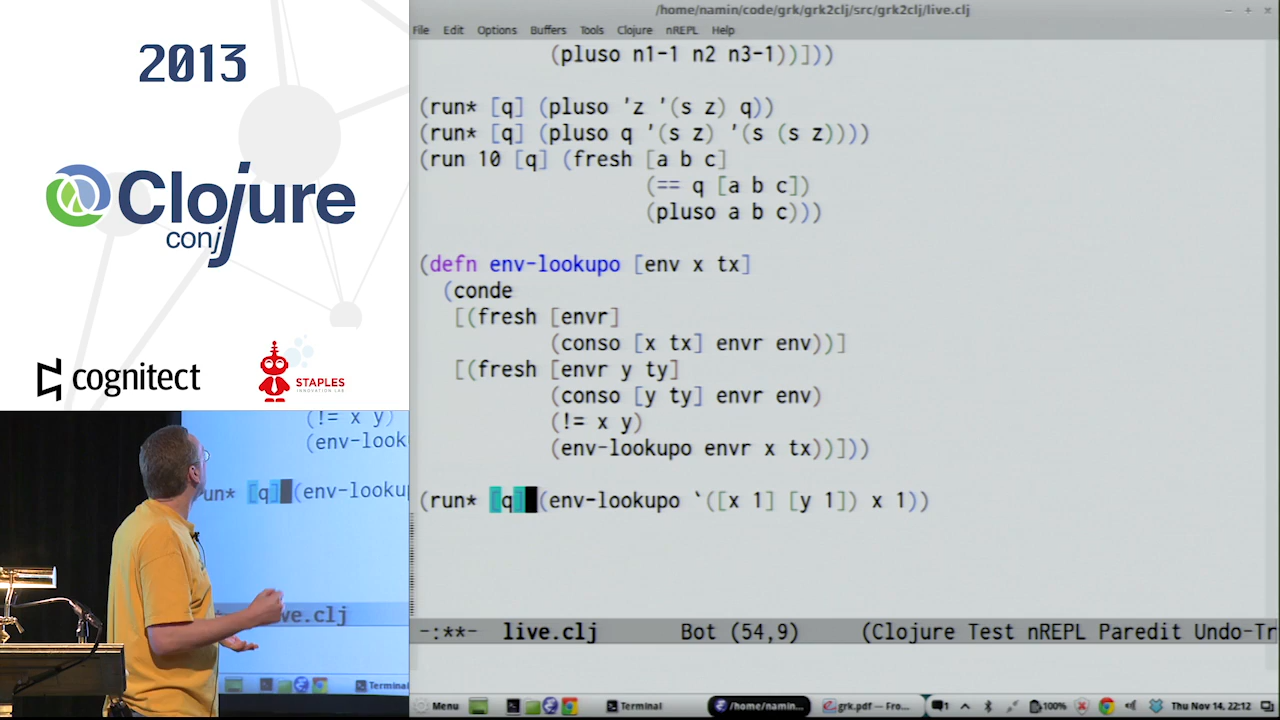 2013
Clojure
conj
cognitect
STAPLES
INNOVATION LAB
/home/namin/code/grk/grk2clj/src/grk2clj/live.clj
File Edit Options Buffers Tools Clojure nREPL Help
(pluso n1-1 n2 n3-1))]))
(run* [q] (pluso 'z '(s z) q))
(run* [q] (pluso q '(s z) '(s (s z))))
(run 10 [q] (fresh [a b c]
(== q [a b c])
(pluso a b c)))
(defn env-lookupo [env x tx]
(conde
[(fresh [envr]
(conso [x tx] envr env))]
[(fresh [envr y ty]
(conso [y ty] envr env)
(!= x y)
(env-lookupo envr x tx))]))
(run* [q] (env-lookupo `([x 1] [y 1]) x 1))
-:**- live.clj Bot (54,9) (Clojure Test nREPL Paredit Undo-Tr
Menu Terminal /home/namin... grk.pdf — Fro... 1 100% Thu Nov 14, 22:12
(!= x y)
(env-look
run* [q] (env-looku
ve.clj
Terminal